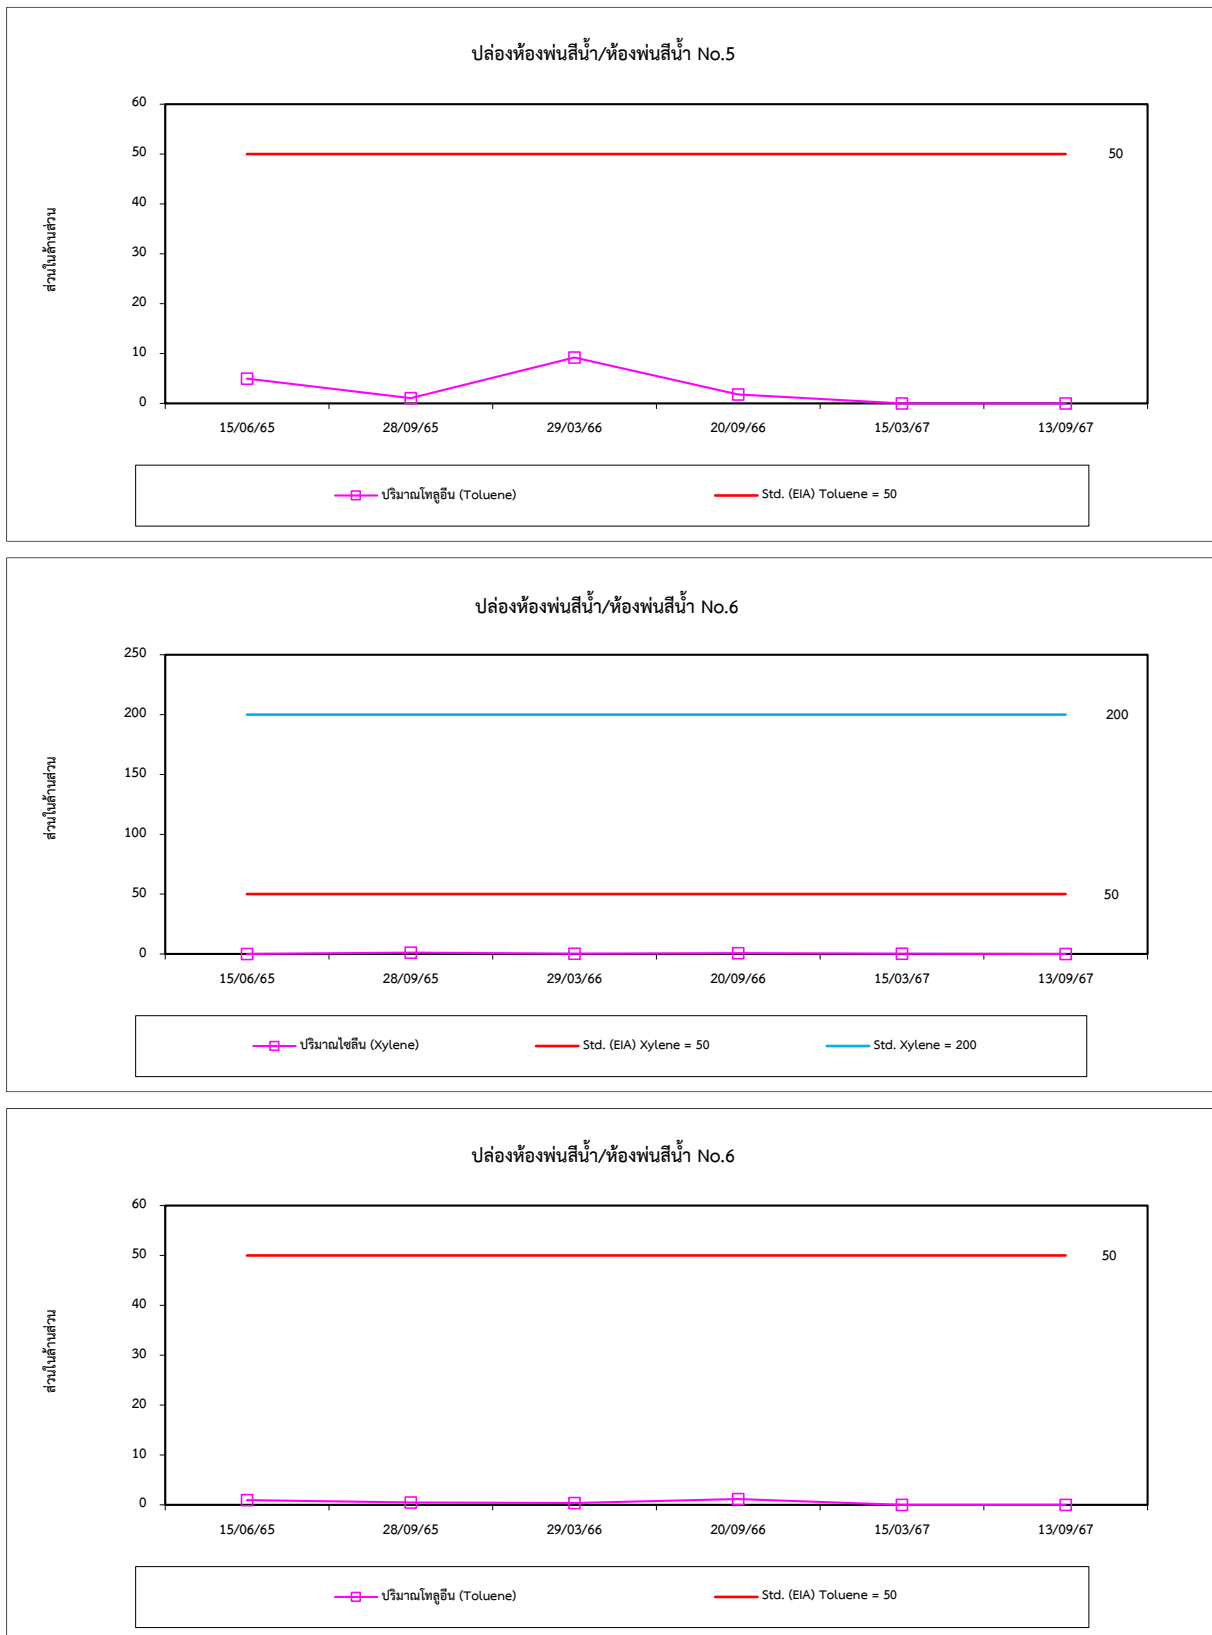 ปล่องห้องพ่นสีน้ำ/ห้องพ่นสีน้ำ No.5
ส่วนในล้านส่วน
60
50
40
30
20
10
0
50
15/06/65 28/09/65 29/03/66 20/09/66 15/03/67 13/09/67
ปริมาณโทลูอีน (Toluene) Std. (EIA) Toluene = 50
ปล่องห้องพ่นสีน้ำ/ห้องพ่นสีน้ำ No.6
ส่วนในล้านส่วน
250
200
150
100
50
0
200
50
15/06/65 28/09/65 29/03/66 20/09/66 15/03/67 13/09/67
ปริมาณไซลีน (Xylene) Std. (EIA) Xylene = 50 Std. Xylene = 200
ปล่องห้องพ่นสีน้ำ/ห้องพ่นสีน้ำ No.6
ส่วนในล้านส่วน
60
50
40
30
20
10
0
50
15/06/65 28/09/65 29/03/66 20/09/66 15/03/67 13/09/67
ปริมาณโทลูอีน (Toluene) Std. (EIA) Toluene = 50